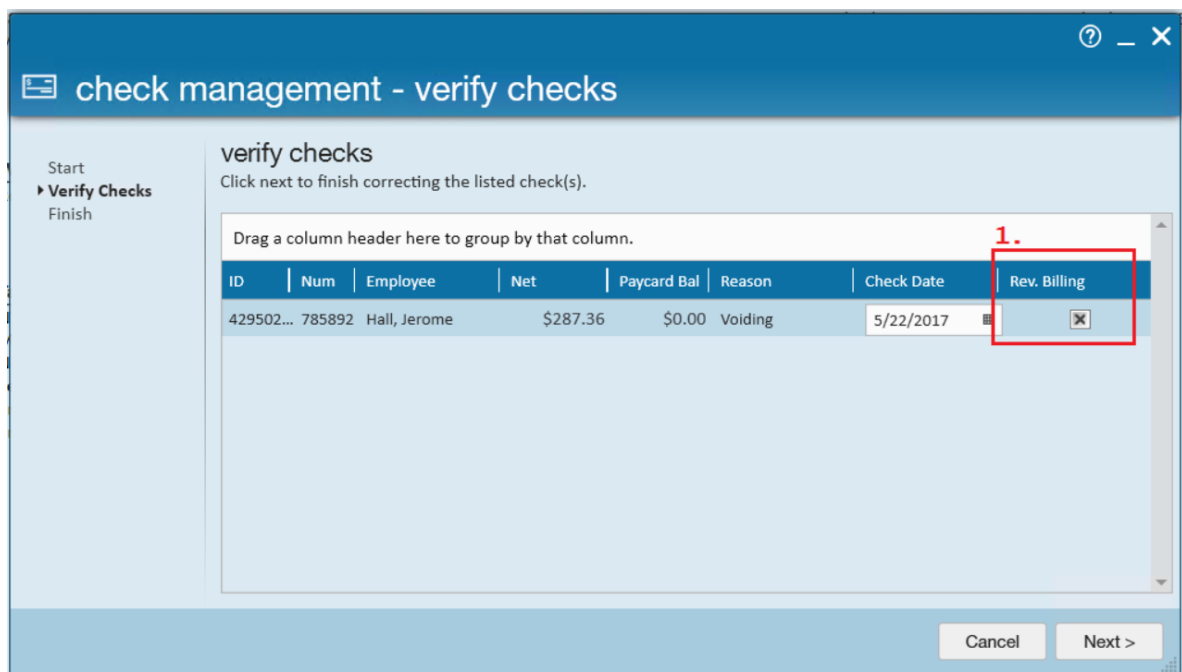 check management - verify checks
Start
Verify Checks
Finish
verify checks
Click next to finish correcting the listed check(s).
Drag a column header here to group by that column.
1.
ID Num Employee Net Paycard Bal Reason Check Date Rev. Billing
429502... 785892 Hall, Jerome $287.36 $0.00 Voiding 5/22/2017
Cancel Next >